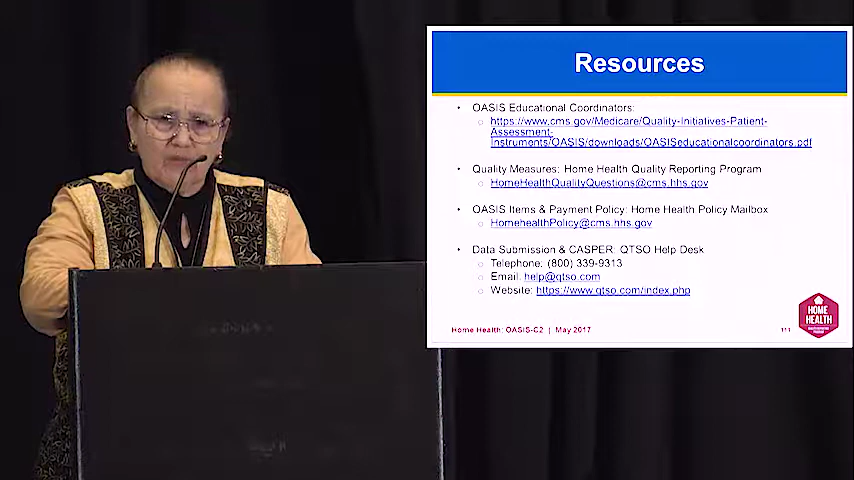 Resources
• OASIS Educational Coordinators:
○ https://www.cms.gov/Medicare/Quality-Initiatives-Patient-
Assessment-
Instruments/OASIS/downloads/OASISeducationalcoordinators.pdf
• Quality Measures: Home Health Quality Reporting Program
○ HomeHealthQualityQuestions@cms.hhs.gov
• OASIS Items & Payment Policy: Home Health Policy Mailbox
○ HomehealthPolicy@cms.hhs.gov
• Data Submission & CASPER: QTSO Help Desk
○ Telephone: (800) 339-9313
○ Email: help@qtso.com
○ Website: https://www.qtso.com/index.php
Home Health: OASIS-C2 | May 2017
111
HOME
HEALTH